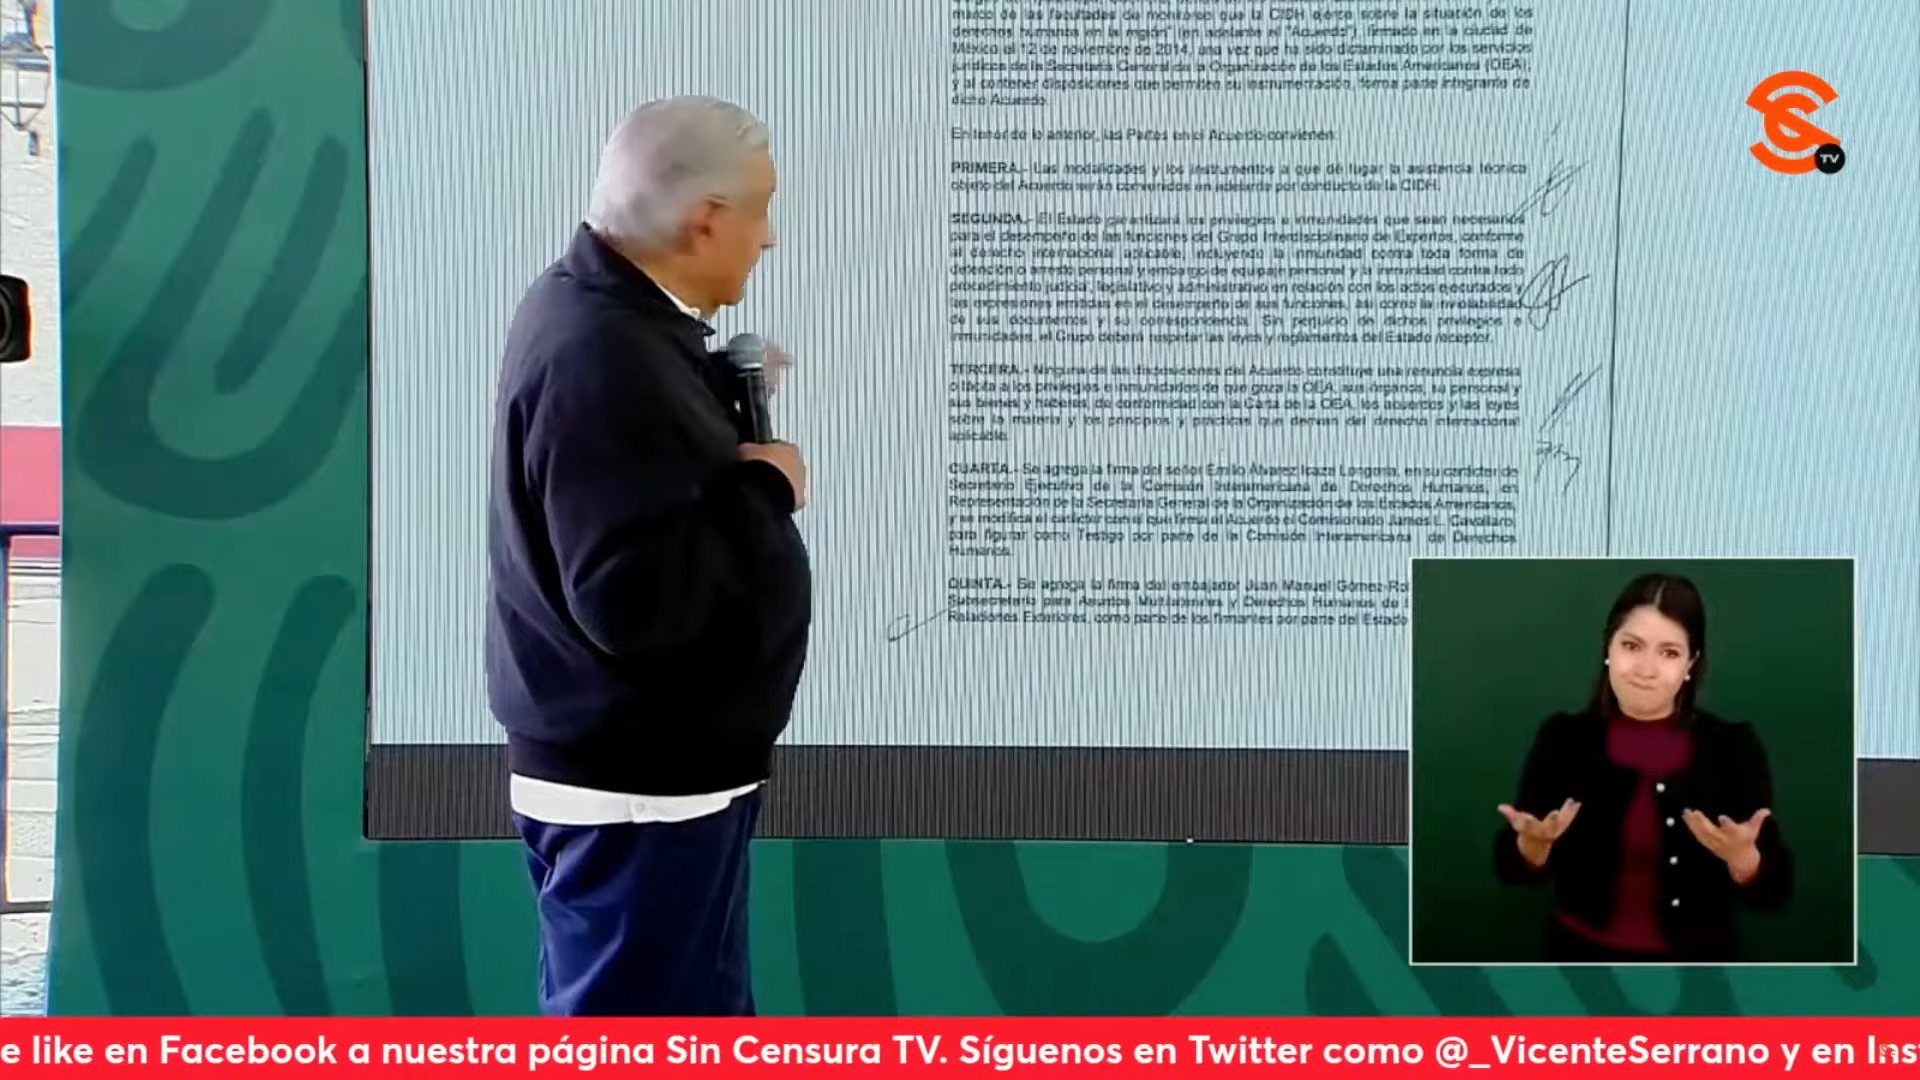 marco de las facultades de monitoreo que la CIDH ejerce sobre la situación de los
derechos humanos en la región" (en adelante el "Acuerdo"), firmado en la ciudad de
México el 12 de noviembre de 2014, una vez que ha sido dictaminado por los servicios
jurídicos de la Secretaría General de la Organización de los Estados Americanos (OEA),
y al contener disposiciones que permiten su instrumentación, forma parte integrante de
dicho Acuerdo.
En tenor de lo anterior, las Partes en el Acuerdo convienen:
PRIMERA.- Las modalidades y los instrumentos a que dé lugar la asistencia técnica
objeto del Acuerdo serán convenidos en adelante por conducto de la CIDH.
SEGUNDA.- El Estado garantizará los privilegios e inmunidades que sean necesarios
para el desempeño de las funciones del Grupo Interdisciplinario de Expertos, conforme
al derecho internacional aplicable, incluyendo la inmunidad contra toda forma de
detención o arresto personal y embargo de equipaje personal y la inmunidad contra todo
procedimiento judicial, legislativo y administrativo en relación con los actos ejecutados y
las expresiones emitidas en el desempeño de sus funciones, así como la inviolabilidad
de sus documentos y su correspondencia. Sin perjuicio de dichos privilegios e
inmunidades, el Grupo deberá respetar las leyes y reglamentos del Estado receptor.
TERCERA.- Ninguna de las disposiciones del Acuerdo constituye una renuncia expresa
o tácita a los privilegios e inmunidades de que goza la OEA, sus órganos, su personal y
sus bienes y haberes, de conformidad con la Carta de la OEA, los acuerdos y las leyes
sobre la materia y los principios y prácticas que derivan del derecho internacional
aplicable.
CUARTA.- Se agrega la firma del señor Emilio Álvarez Icaza Longoria, en su carácter de
Secretario Ejecutivo de la Comisión Interamericana de Derechos Humanos, en
Representación de la Secretaría General de la Organización de los Estados Americanos,
y se modifica el carácter con el que firma el Acuerdo el Comisionado James L. Cavallaro,
para figurar como Testigo por parte de la Comisión Interamericana de Derechos
Humanos.
QUINTA.- Se agrega la firma del embajador Juan Manuel Gómez-Ro
Subsecretario para Asuntos Multilaterales y Derechos Humanos de
Relaciones Exteriores, como parte de los firmantes por parte del Estado
TV
e like en Facebook a nuestra página Sin Censura TV. Síguenos en Twitter como @_VicenteSerrano y en Ins